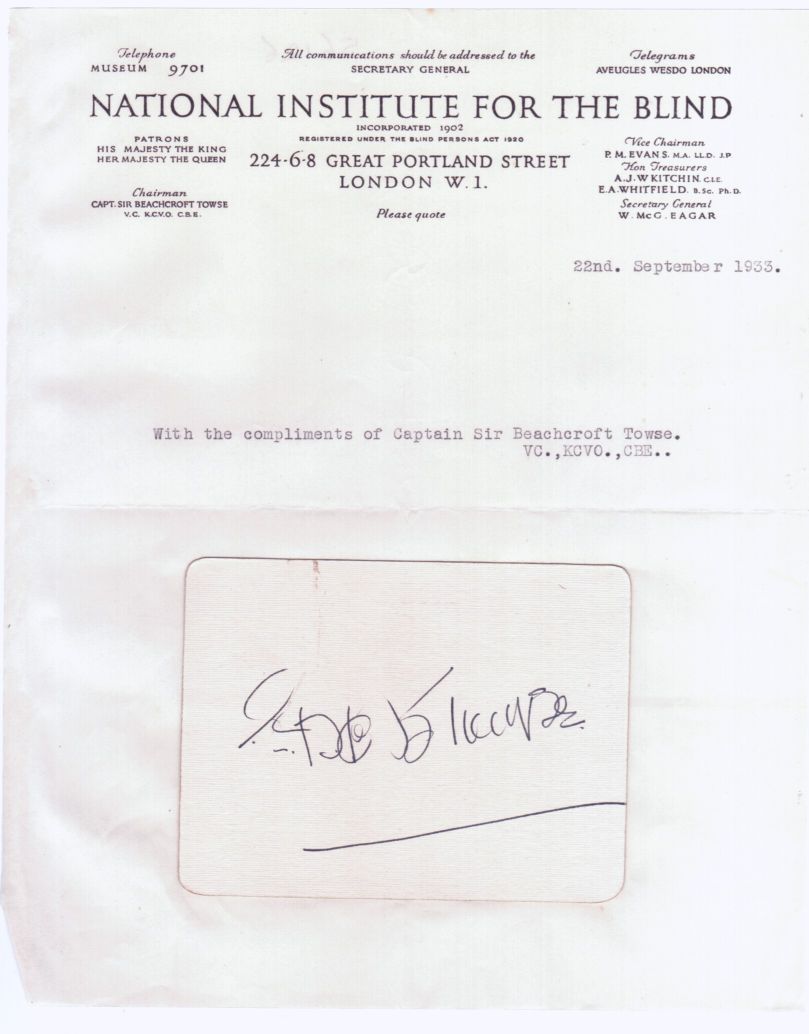 Telephone
MUSEUM 9701
All communications should be addressed to the
SECRETARY GENERAL
Telegrams
AVEUGLES WESDO LONDON
NATIONAL INSTITUTE FOR THE BLIND
INCORPORATED 1902
REGISTERED UNDER THE BLIND PERSONS ACT 1920
224-6-8 GREAT PORTLAND STREET
LONDON W. 1.
PATRONS
HIS MAJESTY THE KING
HER MAJESTY THE QUEEN
Chairman
CAPT. SIR BEACHCROFT TOWSE
V.C. K.C.V.O. C.B.E.
Please quote
Vice Chairman
P. M. EVANS. M.A. LL.D. J.P
Hon Treasurers
A.J.W KITCHIN. C.I.E.
E.A. WHITFIELD. B.Sc. Ph.D.
Secretary General
W. McG. EAGAR
22nd. September 1933.
With the compliments of Captain Sir Beachcroft Towse.
VC.,KCVO.,CBE..